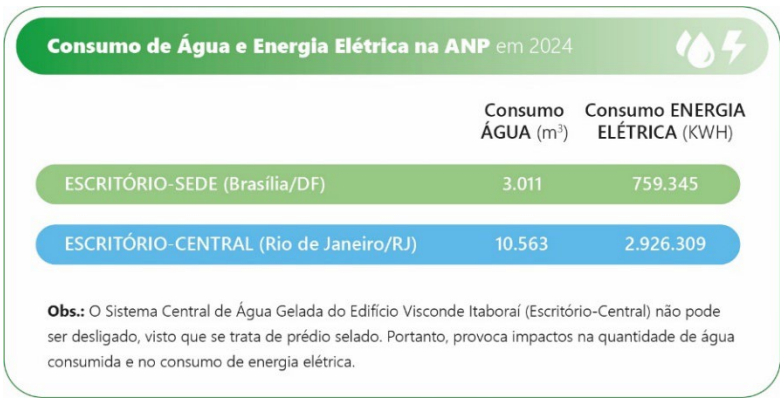 Consumo de Água e Energia Elétrica na ANP em 2024
Consumo ÁGUA (m³)
Consumo ENERGIA ELÉTRICA (KWH)
ESCRITÓRIO-SEDE (Brasília/DF) 3.011 759.345
ESCRITÓRIO-CENTRAL (Rio de Janeiro/RJ) 10.563 2.926.309
Obs.: O Sistema Central de Água Gelada do Edifício Visconde Itaboraí (Escritório-Central) não pode
ser desligado, visto que se trata de prédio selado. Portanto, provoca impactos na quantidade de água
consumida e no consumo de energia elétrica.